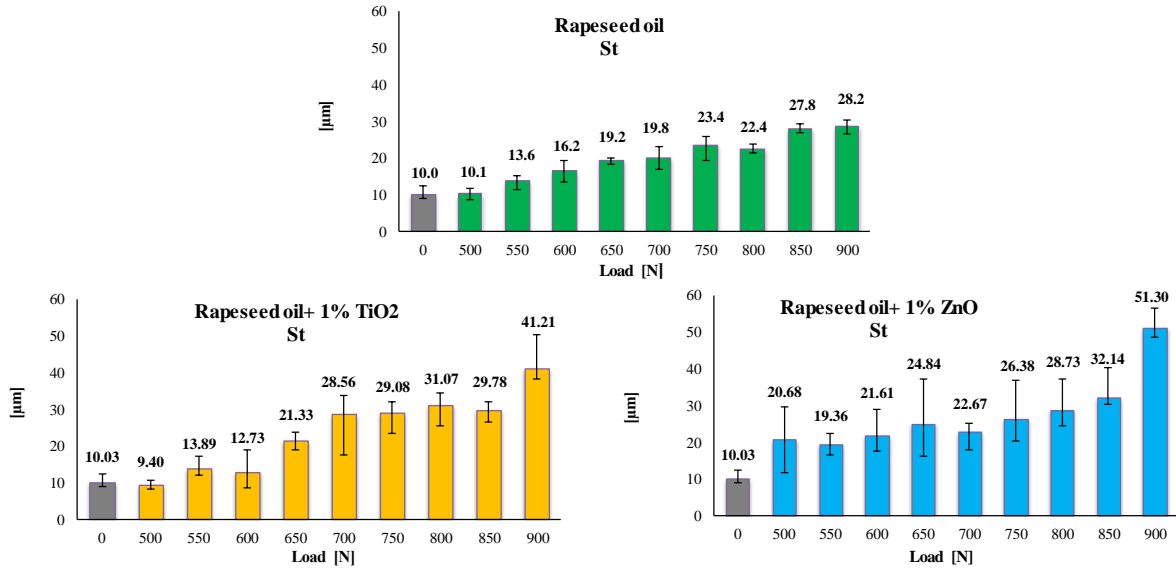 Rapeseed oil
St
[µm]
60
50
40
30
20
10
0
10.0 10.1 13.6 16.2 19.2 19.8 23.4 22.4 27.8 28.2
0 500 550 600 650 700 750 800 850 900
Load [N]
Rapeseed oil+ 1% TiO2
St
[µm]
60
50
40
30
20
10
0
10.03 9.40 13.89 12.73 21.33 28.56 29.08 31.07 29.78 41.21
0 500 550 600 650 700 750 800 850 900
Load [N]
Rapeseed oil+ 1% ZnO
St
[µm]
60
50
40
30
20
10
0
10.03 20.68 19.36 21.61 24.84 22.67 26.38 28.73 32.14 51.30
0 500 550 600 650 700 750 800 850 900
Load [N]